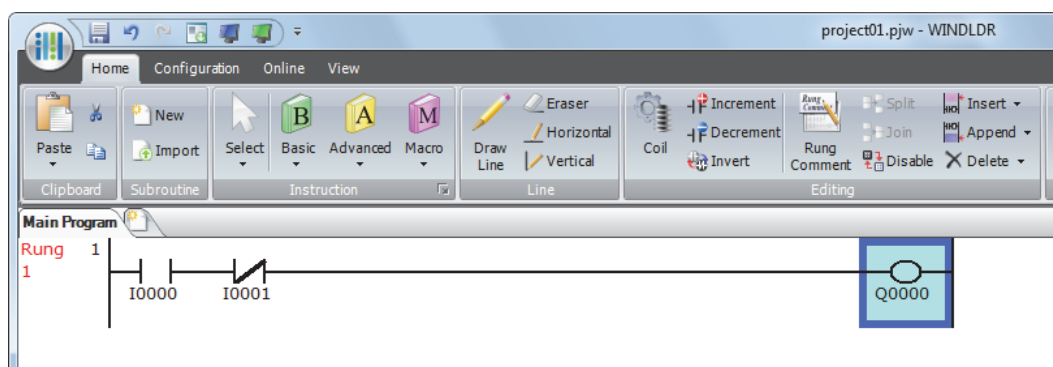 project01.pjw - WINDLDR
Home Configuration Online View
Paste
New
Import
Select Basic Advanced Macro
B A M
Draw Line
Eraser
Horizontal
Vertical
Coil
Increment
Decrement
Invert
Rung Comment
Split
Join
Disable
Insert
Append
Delete
Clipboard Subroutine Instruction Line Editing
Main Program
Rung 1
1
I0000 I0001 Q0000